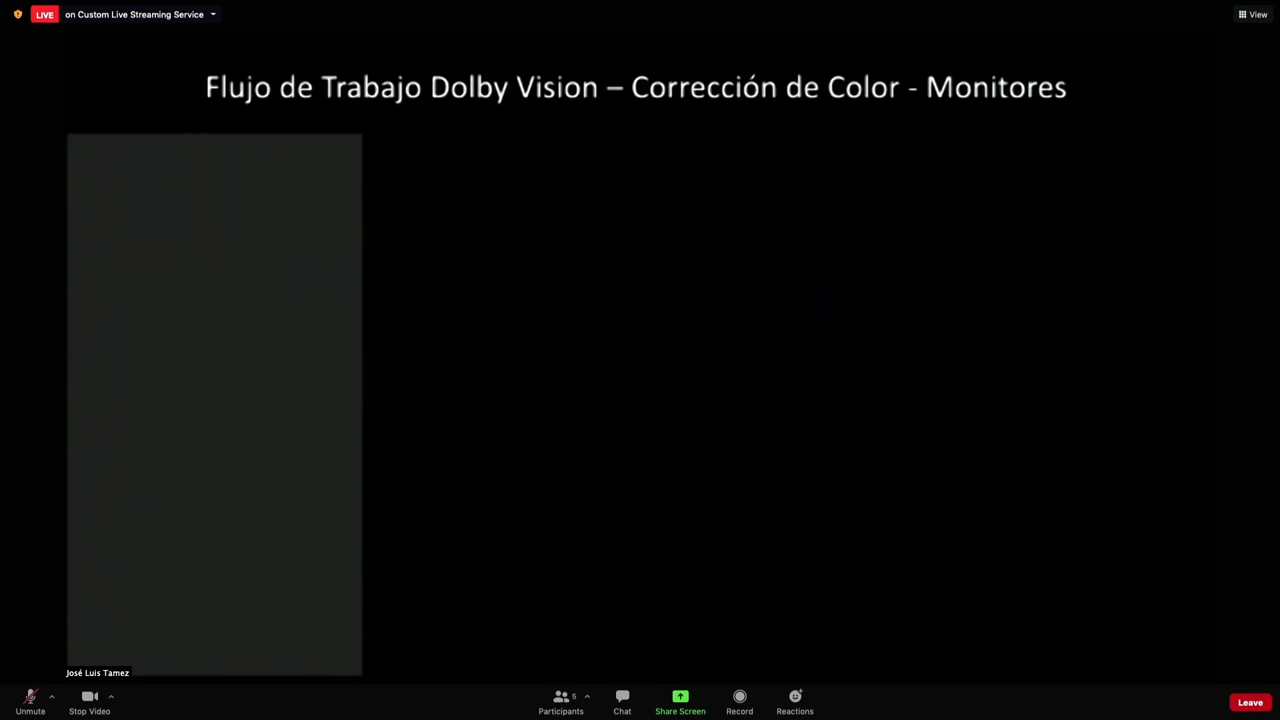 LIVE on Custom Live Streaming Service
View
Flujo de Trabajo Dolby Vision – Corrección de Color - Monitores
José Luis Tamez
Unmute
Stop Video
Participants 5
Chat
Share Screen
Record
Reactions
Leave